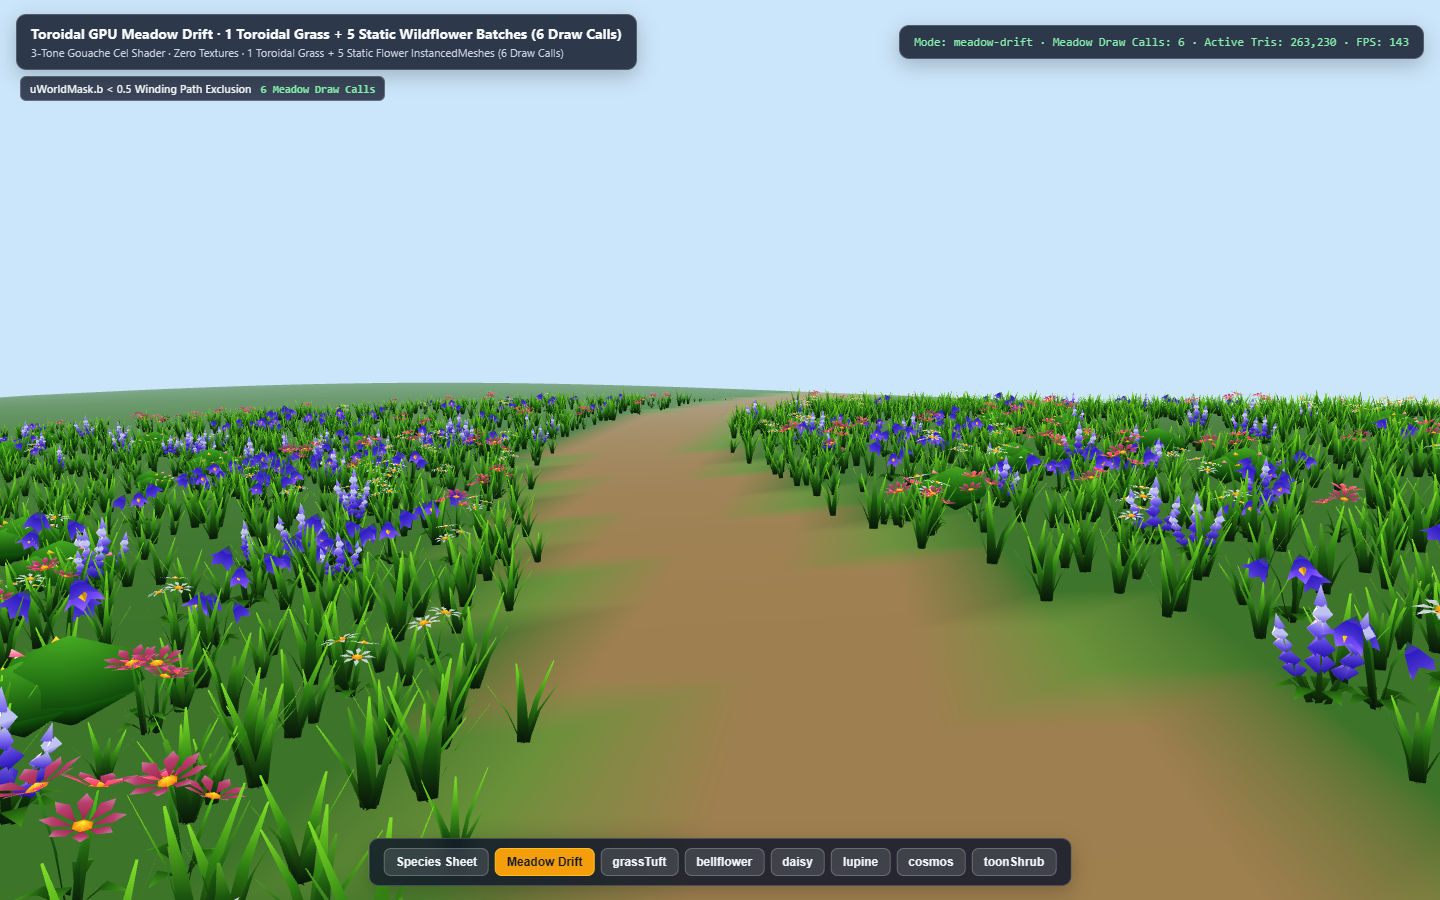 Toroidal GPU Meadow Drift · 1 Toroidal Grass + 5 Static Wildflower Batches (6 Draw Calls)
3-Tone Gouache Cel Shader · Zero Textures · 1 Toroidal Grass + 5 Static Flower InstancedMeshes (6 Draw Calls)
Mode: meadow-drift · Meadow Draw Calls: 6 · Active Tris: 263,230 · FPS: 143
uWorldMask.b < 0.5 Winding Path Exclusion 6 Meadow Draw Calls
Species Sheet Meadow Drift grassTuft bellflower daisy lupine cosmos toonShrub